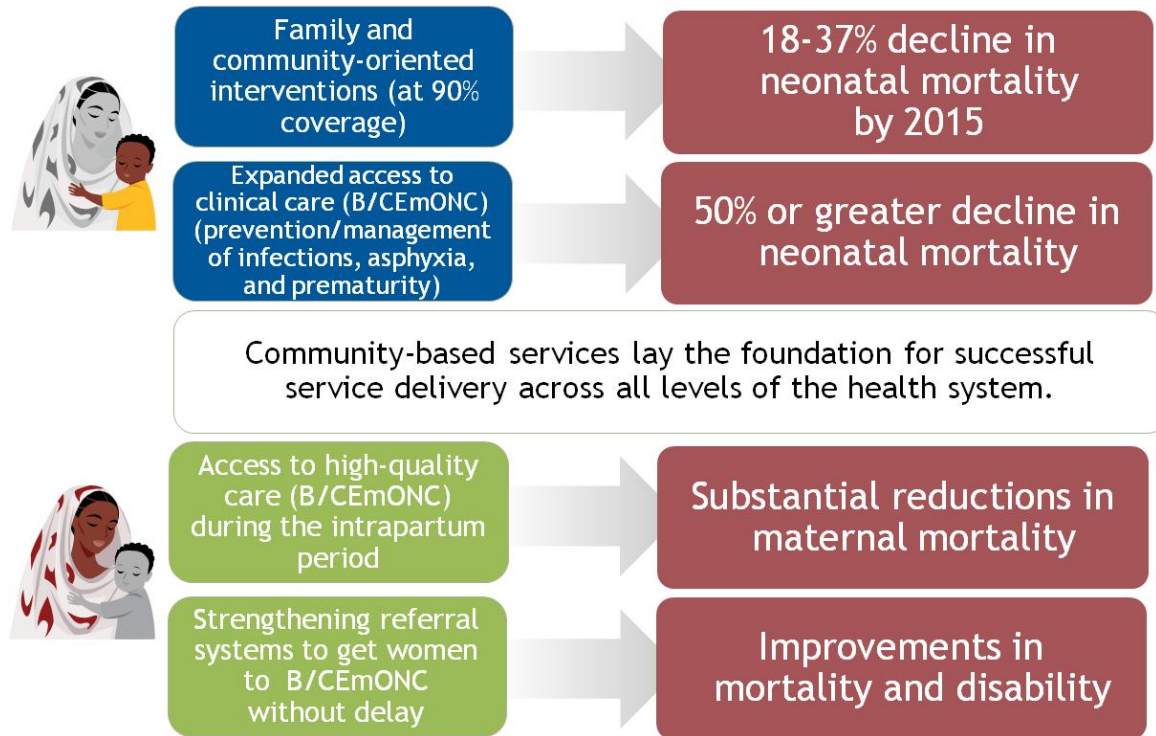 Family and
community-oriented
interventions (at 90%
coverage)
18-37% decline in
neonatal mortality
by 2015
Expanded access to
clinical care (B/CEmONC)
(prevention/management
of infections, asphyxia,
and prematurity)
50% or greater decline in
neonatal mortality
Community-based services lay the foundation for successful
service delivery across all levels of the health system.
Access to high-quality
care (B/CEmONC)
during the intrapartum
period
Substantial reductions in
maternal mortality
Strengthening referral
systems to get women
to B/CEmONC
without delay
Improvements in
mortality and disability